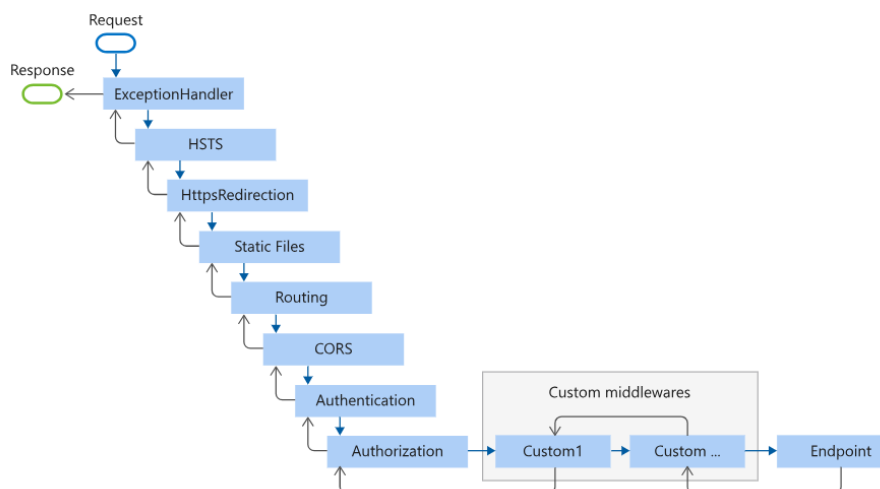 Request
Response
ExceptionHandler
HSTS
HttpsRedirection
Static Files
Routing
CORS
Authentication
Custom middlewares
Authorization
Custom1
Custom ...
Endpoint